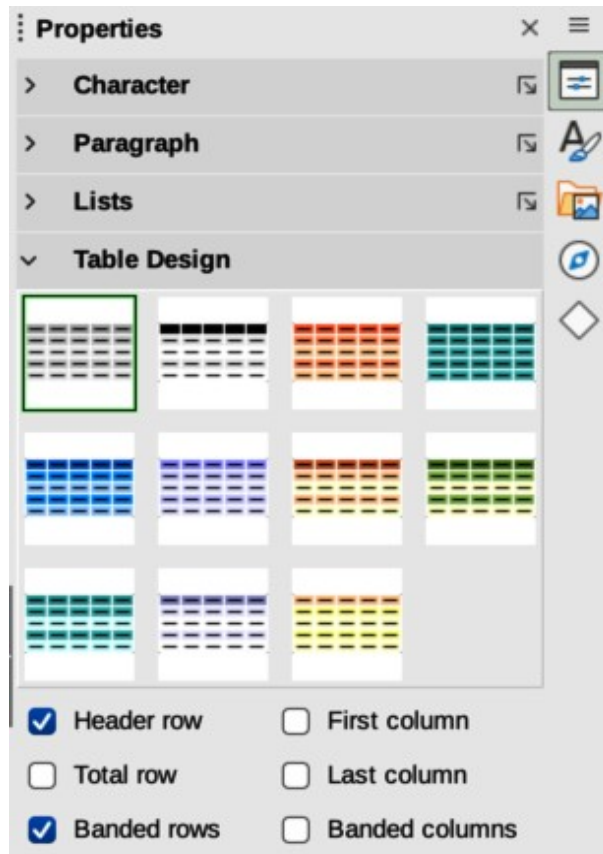 Properties
Character
Paragraph
Lists
Table Design
Header row First column
Total row Last column
Banded rows Banded columns